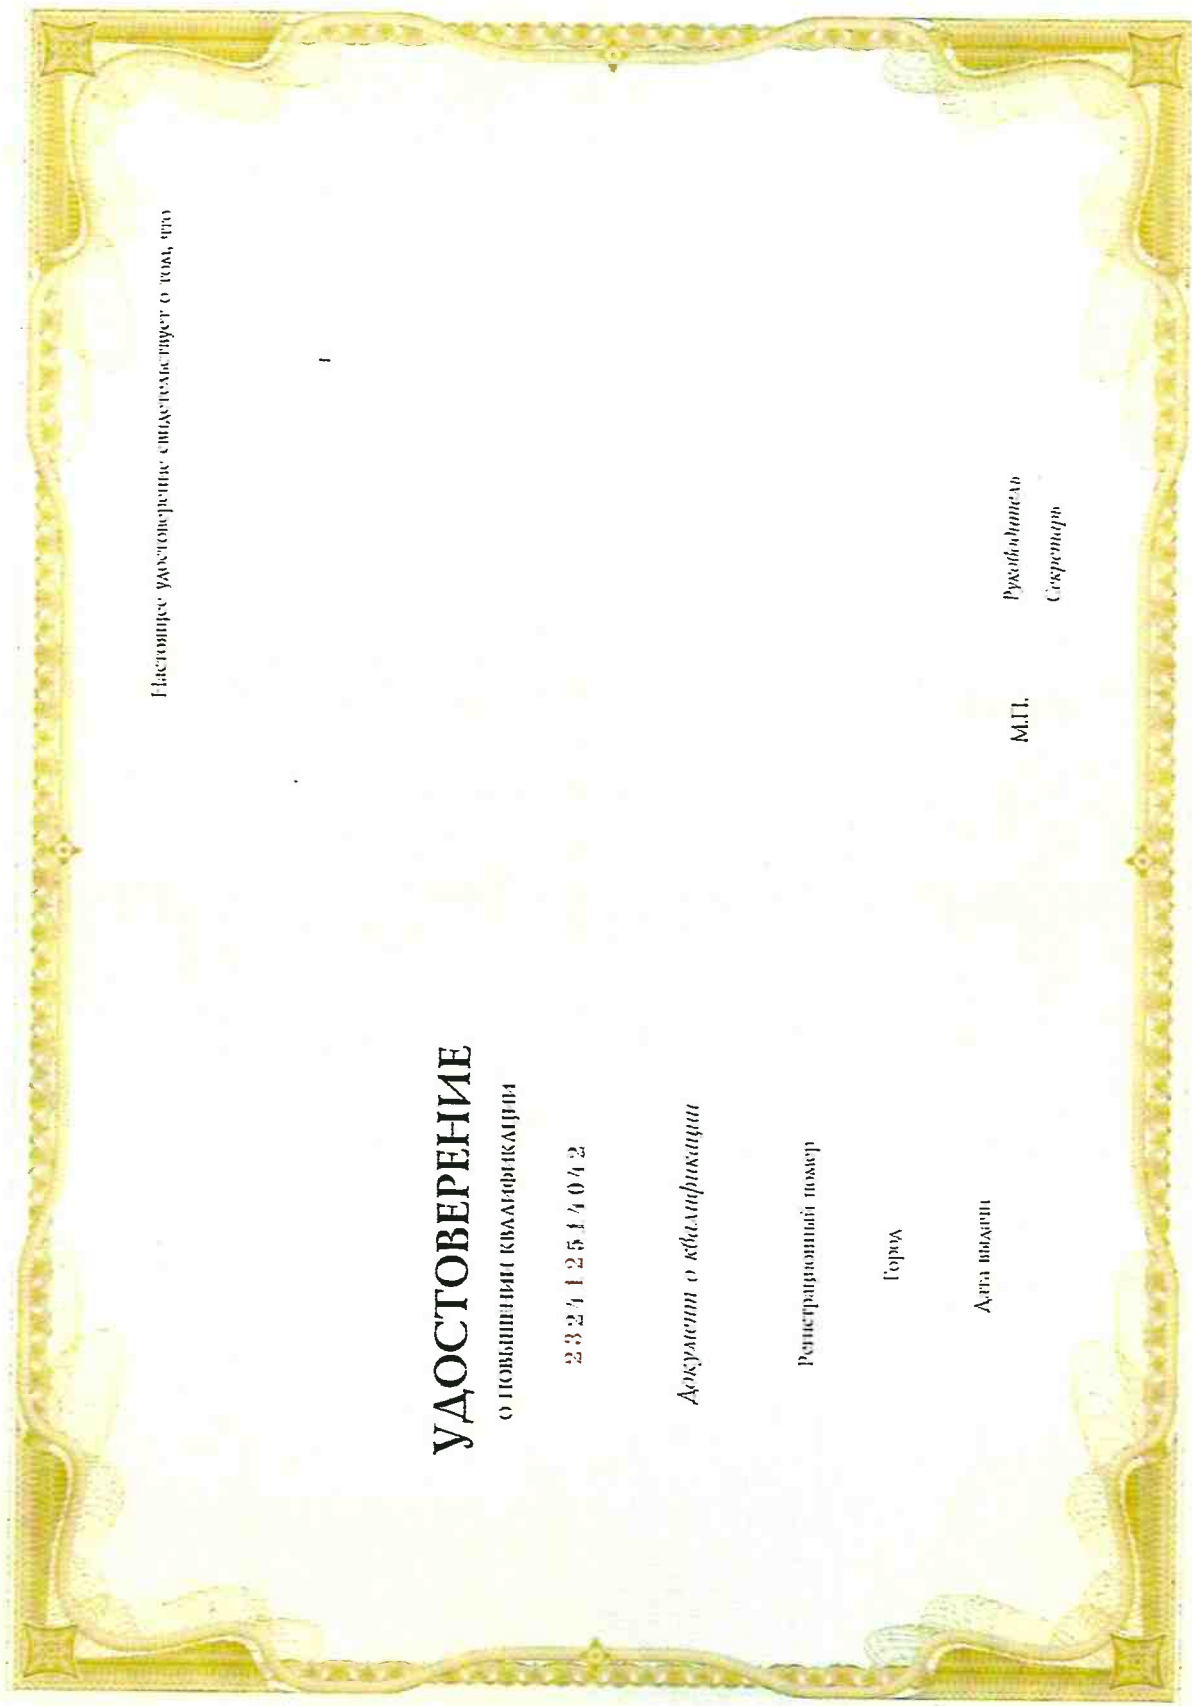 УДОСТОВЕРЕНИЕ
О ПОВЫШЕНИИ КВАЛИФИКАЦИИ
232412514042
Документ о квалификации
Регистрационный номер
Город
Дата выдачи
Настоящее удостоверение свидетельствует о том, что
М.П.
Руководитель
Секретарь